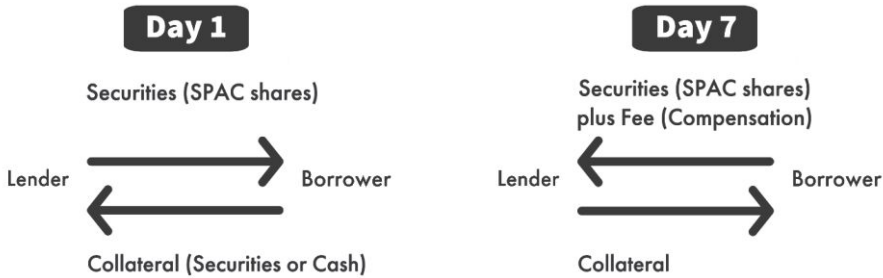 Day 1
Securities (SPAC shares)
Lender
Borrower
Collateral (Securities or Cash)
Day 7
Securities (SPAC shares)
plus Fee (Compensation)
Lender
Borrower
Collateral